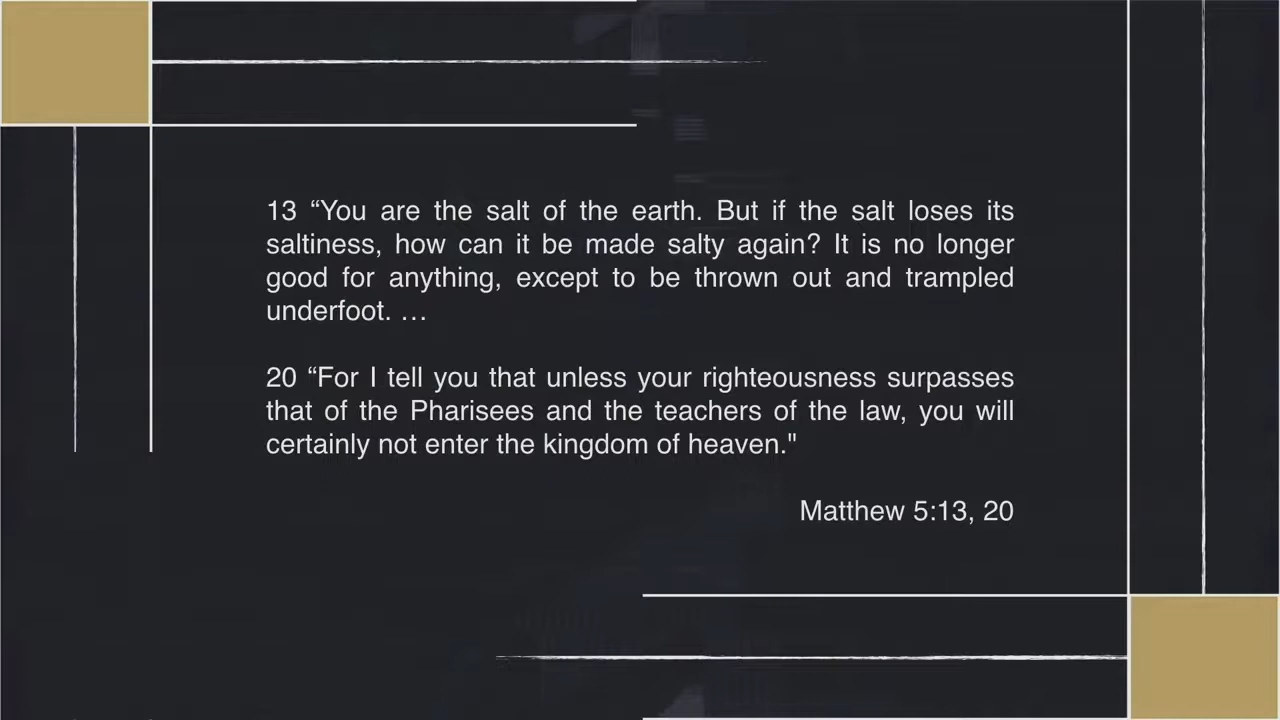 13 “You are the salt of the earth. But if the salt loses its
saltiness, how can it be made salty again? It is no longer
good for anything, except to be thrown out and trampled
underfoot. …
20 “For I tell you that unless your righteousness surpasses
that of the Pharisees and the teachers of the law, you will
certainly not enter the kingdom of heaven."
Matthew 5:13, 20